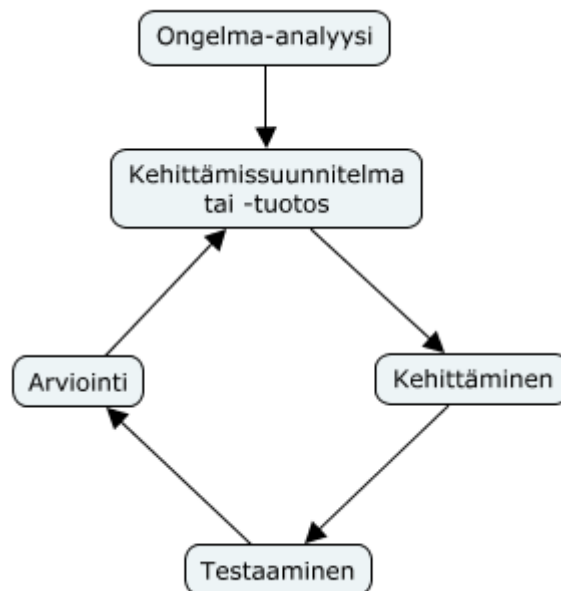 Ongelma-analyysi
Kehittämissuunnitelma
tai -tuotos
Arviointi
Kehittäminen
Testaaminen